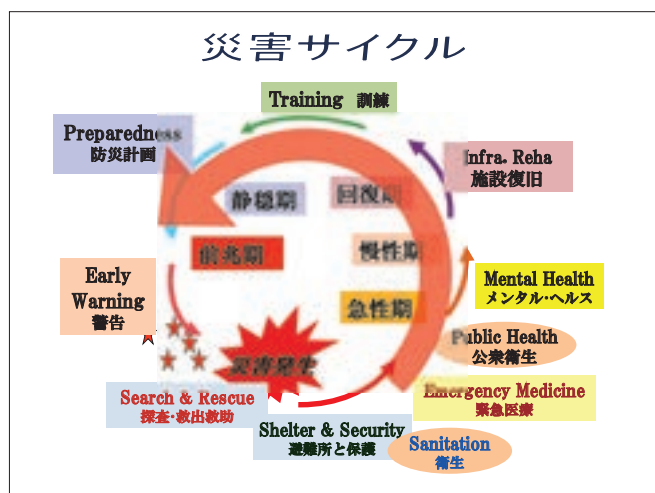 災害サイクル
Training 訓練
Preparedness
防災計画
Infra. Reha
施設復旧
静穏期
回復期
前兆期
慢性期
急性期
Early
Warning
警告
Mental Health
メンタル・ヘルス
Public Health
公衆衛生
災害発生
Search & Rescue
探査・救出救助
Emergency Medicine
緊急医療
Shelter & Security
避難所と保護
Sanitation
衛生